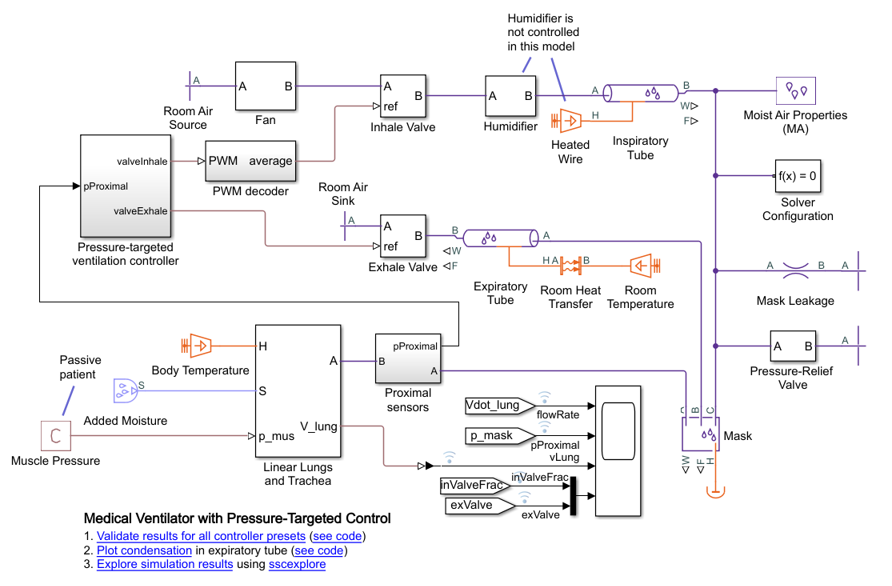 Humidifier is
not controlled
in this model
A
Room Air
Source
A B
Fan
A
ref
B
Inhale Valve
A B
Humidifier
H
Heated
Wire
A
B
W
F
Inspiratory
Tube
Moist Air Properties
(MA)
f(x) = 0
Solver
Configuration
valveInhale
pProximal
valveExhale
Pressure-targeted
ventilation controller
PWM average
PWM decoder
Room Air
Sink
A
A
ref
B
Exhale Valve
B
W
F
A
Expiratory
Tube
H A B
Room Heat
Transfer
Room
Temperature
A B A
Mask Leakage
A B A
Pressure-Relief
Valve
Body Temperature
Passive
patient
S
Added Moisture
C
Muscle Pressure
H
S
p_mus
A
V_lung
Linear Lungs
and Trachea
B
pProximal
A
Proximal
sensors
C B C
Mask
W F H
Vdot_lung
flowRate
p_mask
pProximal
vLung
inValveFrac
inValveFrac
exValve
exValve
Medical Ventilator with Pressure-Targeted Control
1. Validate results for all controller presets (see code)
2. Plot condensation in expiratory tube (see code)
3. Explore simulation results using sscexplore